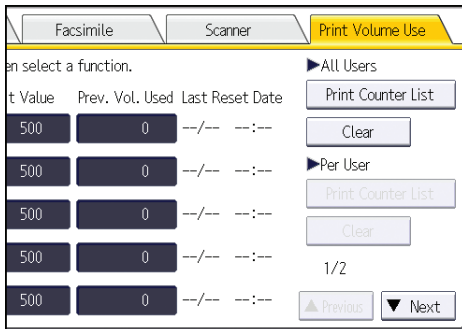 Facsimile Scanner Print Volume Use
en select a function. ▶All Users
t Value Prev. Vol. Used Last Reset Date Print Counter List
500 0 --/-- --:-- Clear
▶Per User
500 0 --/-- --:-- Print Counter List
500 0 --/-- --:-- Clear
500 0 --/-- --:-- 1/2
500 0 --/-- --:-- ▲ Previous ▼ Next